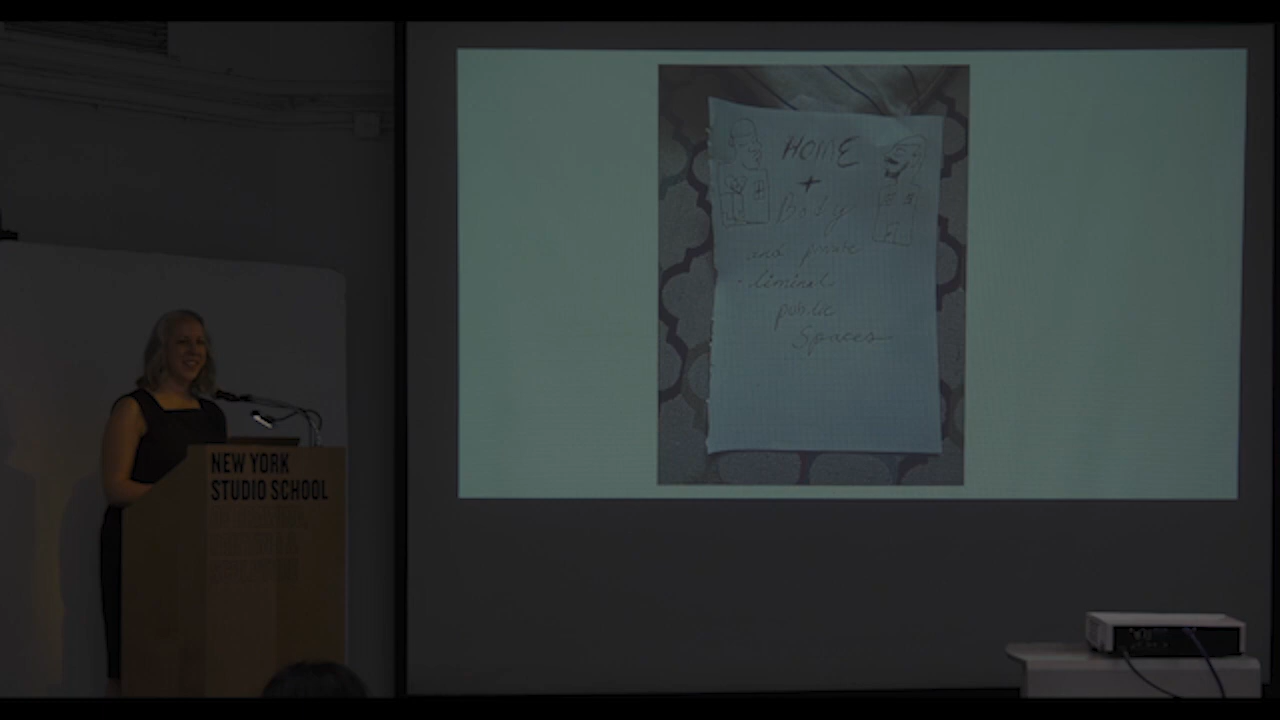 HOME
+
Body
and private
liminal
public
Spaces
NEW YORK
STUDIO SCHOOL